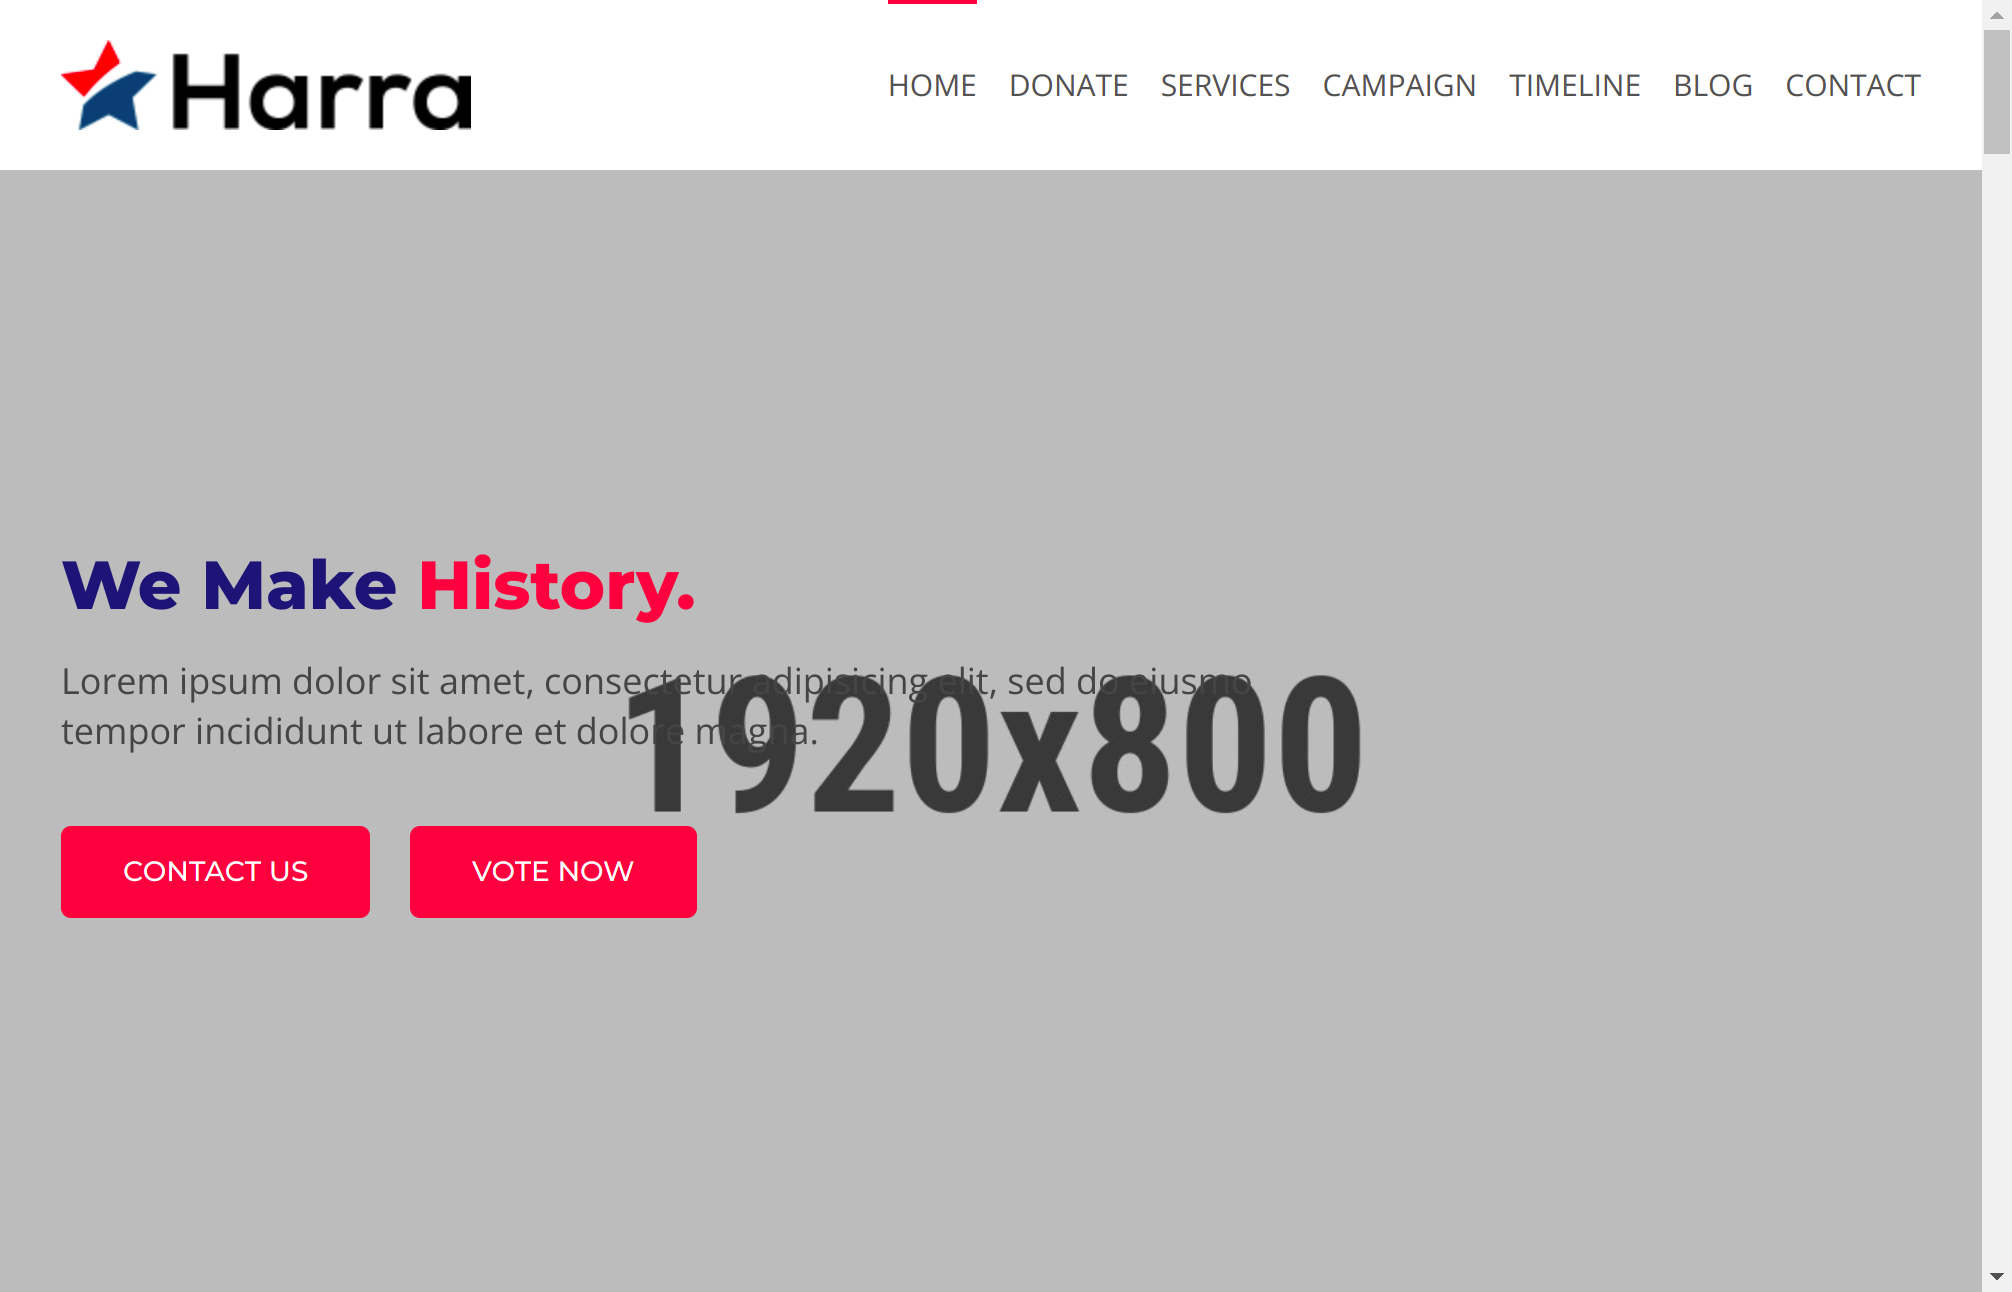 Harra
HOME DONATE SERVICES CAMPAIGN TIMELINE BLOG CONTACT
We Make History.
Lorem ipsum dolor sit amet, consectetur adipisicing elit, sed do eiusmo
tempor incididunt ut labore et dolore magna.
1920x800
CONTACT US VOTE NOW